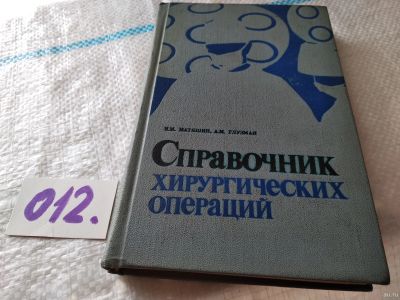 И.М. МАТЯШИН, А.М. ГЛУЗМАН
СПРАВОЧНИК
ХИРУРГИЧЕСКИХ
ОПЕРАЦИЙ
012.